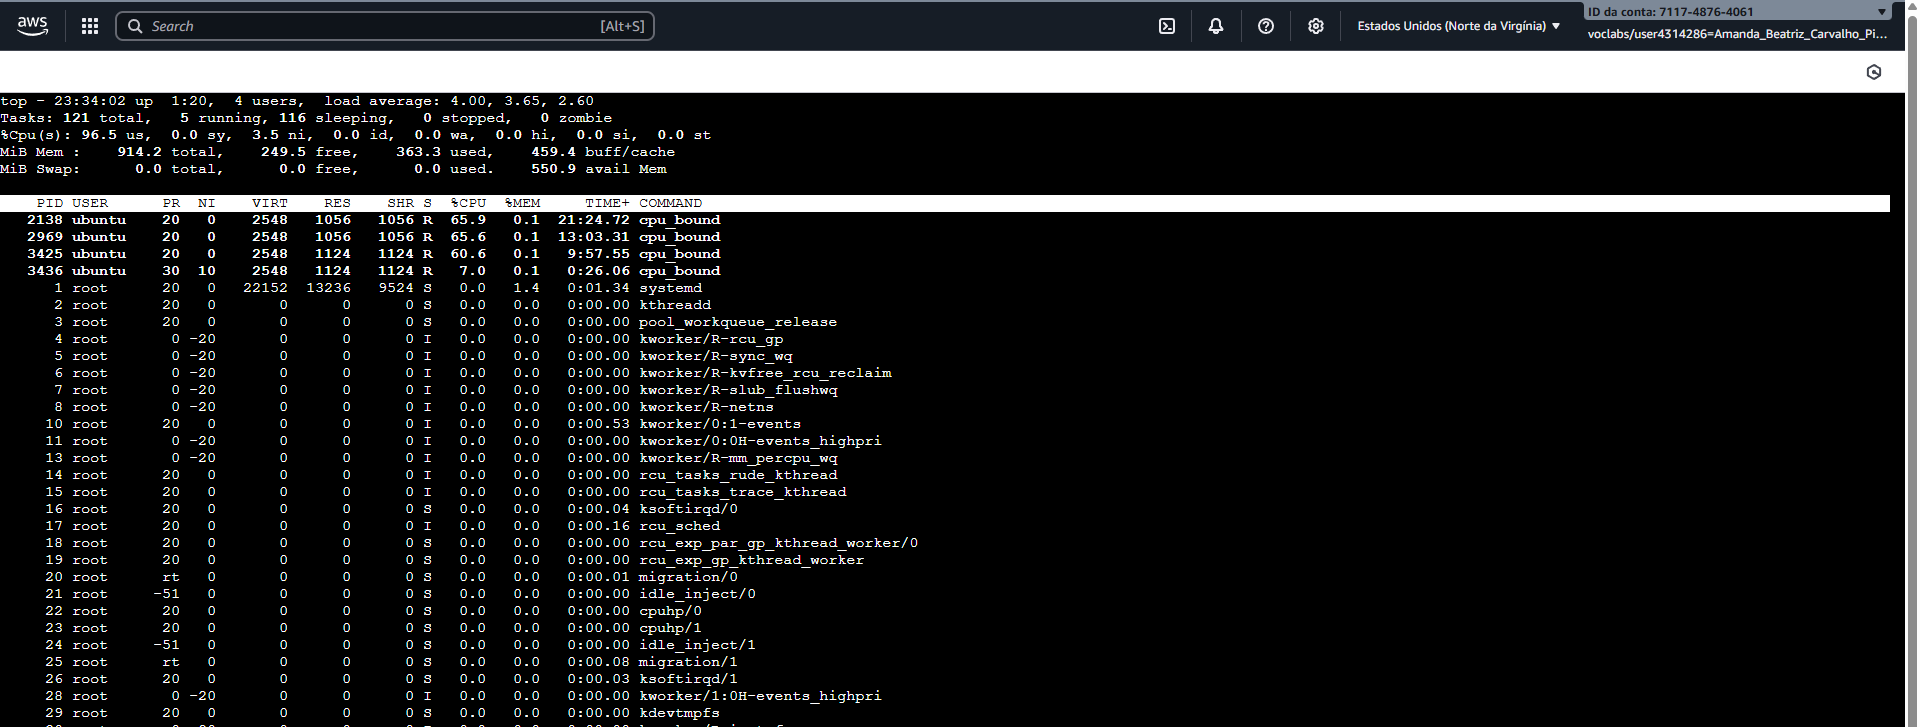 aws
Search [Alt+S]
Estados Unidos (Norte da Virgínia) ▼
ID da conta: 7117-4876-4061
voclabs/user4314286=Amanda_Beatriz_Carvalho_Pi...
top - 23:34:02 up  1:20,  4 users,  load average: 4.00, 3.65, 2.60
Tasks: 121 total,   5 running, 116 sleeping,   0 stopped,   0 zombie
%Cpu(s): 96.5 us,  0.0 sy,  3.5 ni,  0.0 id,  0.0 wa,  0.0 hi,  0.0 si,  0.0 st
MiB Mem :    914.2 total,    249.5 free,    363.3 used,    459.4 buff/cache
MiB Swap:      0.0 total,      0.0 free,      0.0 used.    550.9 avail Mem
PID USER      PR  NI    VIRT    RES    SHR S  %CPU  %MEM     TIME+ COMMAND
2138 ubuntu    20   0    2548   1056   1056 R  65.9   0.1  21:24.72 cpu_bound
2969 ubuntu    20   0    2548   1056   1056 R  65.6   0.1  13:03.31 cpu_bound
3425 ubuntu    20   0    2548   1124   1124 R  60.6   0.1   9:57.55 cpu_bound
3436 ubuntu    30  10    2548   1124   1124 R   7.0   0.1   0:26.06 cpu_bound
1 root      20   0   22152  13236   9524 S   0.0   1.4   0:01.34 systemd
2 root      20   0       0      0      0 S   0.0   0.0   0:00.00 kthreadd
3 root      20   0       0      0      0 S   0.0   0.0   0:00.00 pool_workqueue_release
4 root       0 -20       0      0      0 I   0.0   0.0   0:00.00 kworker/R-rcu_gp
5 root       0 -20       0      0      0 I   0.0   0.0   0:00.00 kworker/R-sync_wq
6 root       0 -20       0      0      0 I   0.0   0.0   0:00.00 kworker/R-kvfree_rcu_reclaim
7 root       0 -20       0      0      0 I   0.0   0.0   0:00.00 kworker/R-slub_flushwq
8 root       0 -20       0      0      0 I   0.0   0.0   0:00.00 kworker/R-netns
10 root      20   0       0      0      0 I   0.0   0.0   0:00.53 kworker/0:1-events
11 root       0 -20       0      0      0 I   0.0   0.0   0:00.00 kworker/0:0H-events_highpri
13 root       0 -20       0      0      0 I   0.0   0.0   0:00.00 kworker/R-mm_percpu_wq
14 root      20   0       0      0      0 I   0.0   0.0   0:00.00 rcu_tasks_rude_kthread
15 root      20   0       0      0      0 I   0.0   0.0   0:00.00 rcu_tasks_trace_kthread
16 root      20   0       0      0      0 S   0.0   0.0   0:00.04 ksoftirqd/0
17 root      20   0       0      0      0 I   0.0   0.0   0:00.16 rcu_sched
18 root      20   0       0      0      0 S   0.0   0.0   0:00.00 rcu_exp_par_gp_kthread_worker/0
19 root      20   0       0      0      0 S   0.0   0.0   0:00.00 rcu_exp_gp_kthread_worker
20 root      rt   0       0      0      0 S   0.0   0.0   0:00.01 migration/0
21 root     -51   0       0      0      0 S   0.0   0.0   0:00.00 idle_inject/0
22 root      20   0       0      0      0 S   0.0   0.0   0:00.00 cpuhp/0
23 root      20   0       0      0      0 S   0.0   0.0   0:00.00 cpuhp/1
24 root     -51   0       0      0      0 S   0.0   0.0   0:00.00 idle_inject/1
25 root      rt   0       0      0      0 S   0.0   0.0   0:00.08 migration/1
26 root      20   0       0      0      0 S   0.0   0.0   0:00.03 ksoftirqd/1
28 root       0 -20       0      0      0 I   0.0   0.0   0:00.00 kworker/1:0H-events_highpri
29 root      20   0       0      0      0 S   0.0   0.0   0:00.00 kdevtmpfs